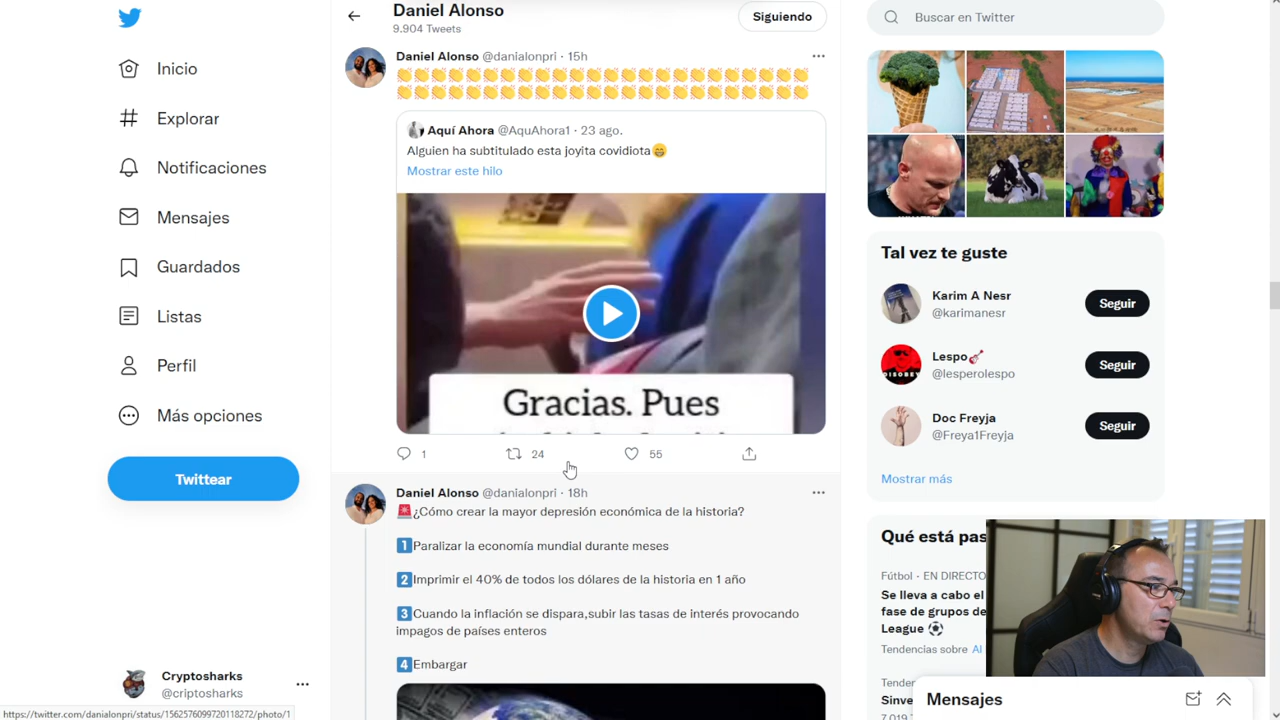 Daniel Alonso
9.904 Tweets
Siguiendo
Buscar en Twitter
Inicio
Explorar
Notificaciones
Mensajes
Guardados
Listas
Perfil
Más opciones
Twittear
Cryptosharks
@criptosharks
https://twitter.com/danialonpri/status/1562576099720118272/photo/1
Daniel Alonso @danialonpri · 15h
👏👏👏👏👏👏👏👏👏👏👏👏👏👏👏👏👏👏👏👏👏👏👏👏
👏👏👏👏👏👏👏👏👏👏👏👏👏👏👏👏👏👏👏👏👏👏👏👏
Aquí Ahora @AquAhora1 · 23 ago.
Alguien ha subtitulado esta joyita covidiota😁
Mostrar este hilo
Gracias. Pues
1
24
55
Daniel Alonso @danialonpri · 18h
🚨¿Cómo crear la mayor depresión económica de la historia?
1️⃣Paralizar la economía mundial durante meses
2️⃣Imprimir el 40% de todos los dólares de la historia en 1 año
3️⃣Cuando la inflación se dispara,subir las tasas de interés provocando
impagos de países enteros
4️⃣Embargar
Tal vez te guste
Karim A Nesr
@karimanesr
Seguir
Lespo🎸
@lesperolespo
Seguir
DISOBEY
Doc Freyja
@Freya1Freyja
Seguir
Mostrar más
Qué está pas
Fútbol · EN DIRECTO
Se lleva a cabo el
fase de grupos de
League ⚽
Tendencias sobre Al
Tenden
Sinve
7.019 T
Mensajes